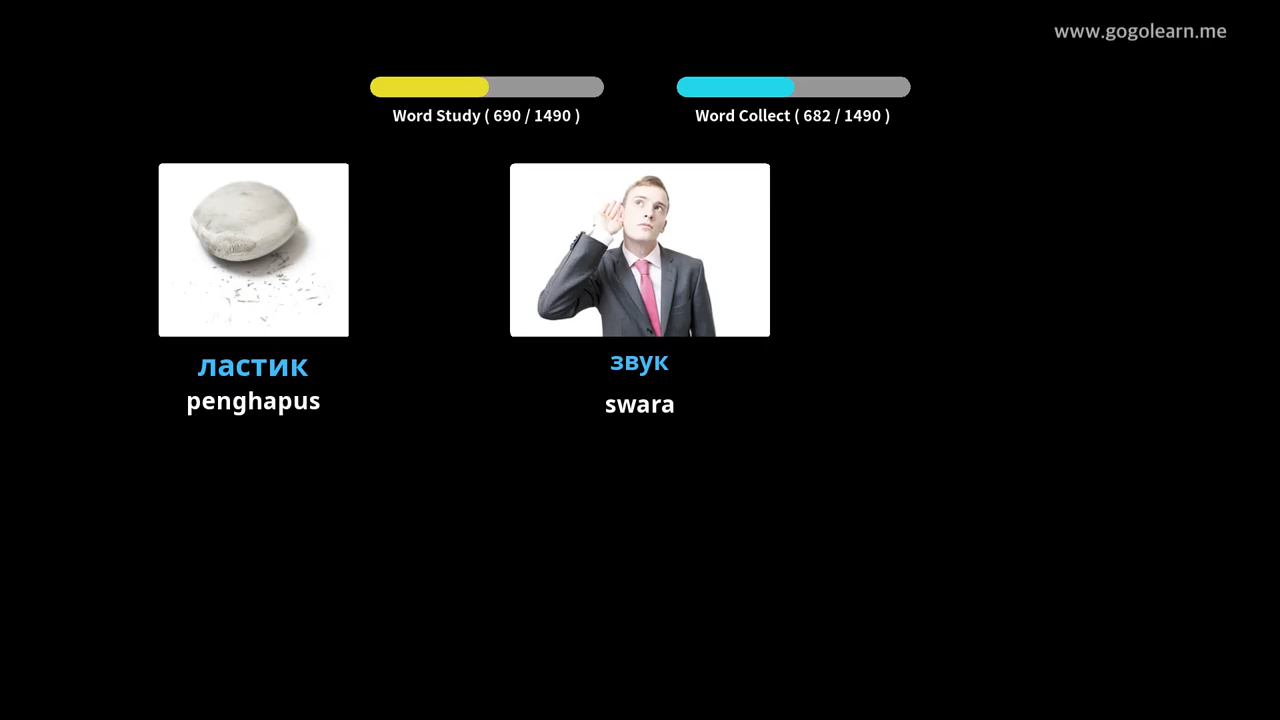 www.gogolearn.me
Word Study ( 690 / 1490 )
Word Collect ( 682 / 1490 )
ластик
penghapus
звук
swara